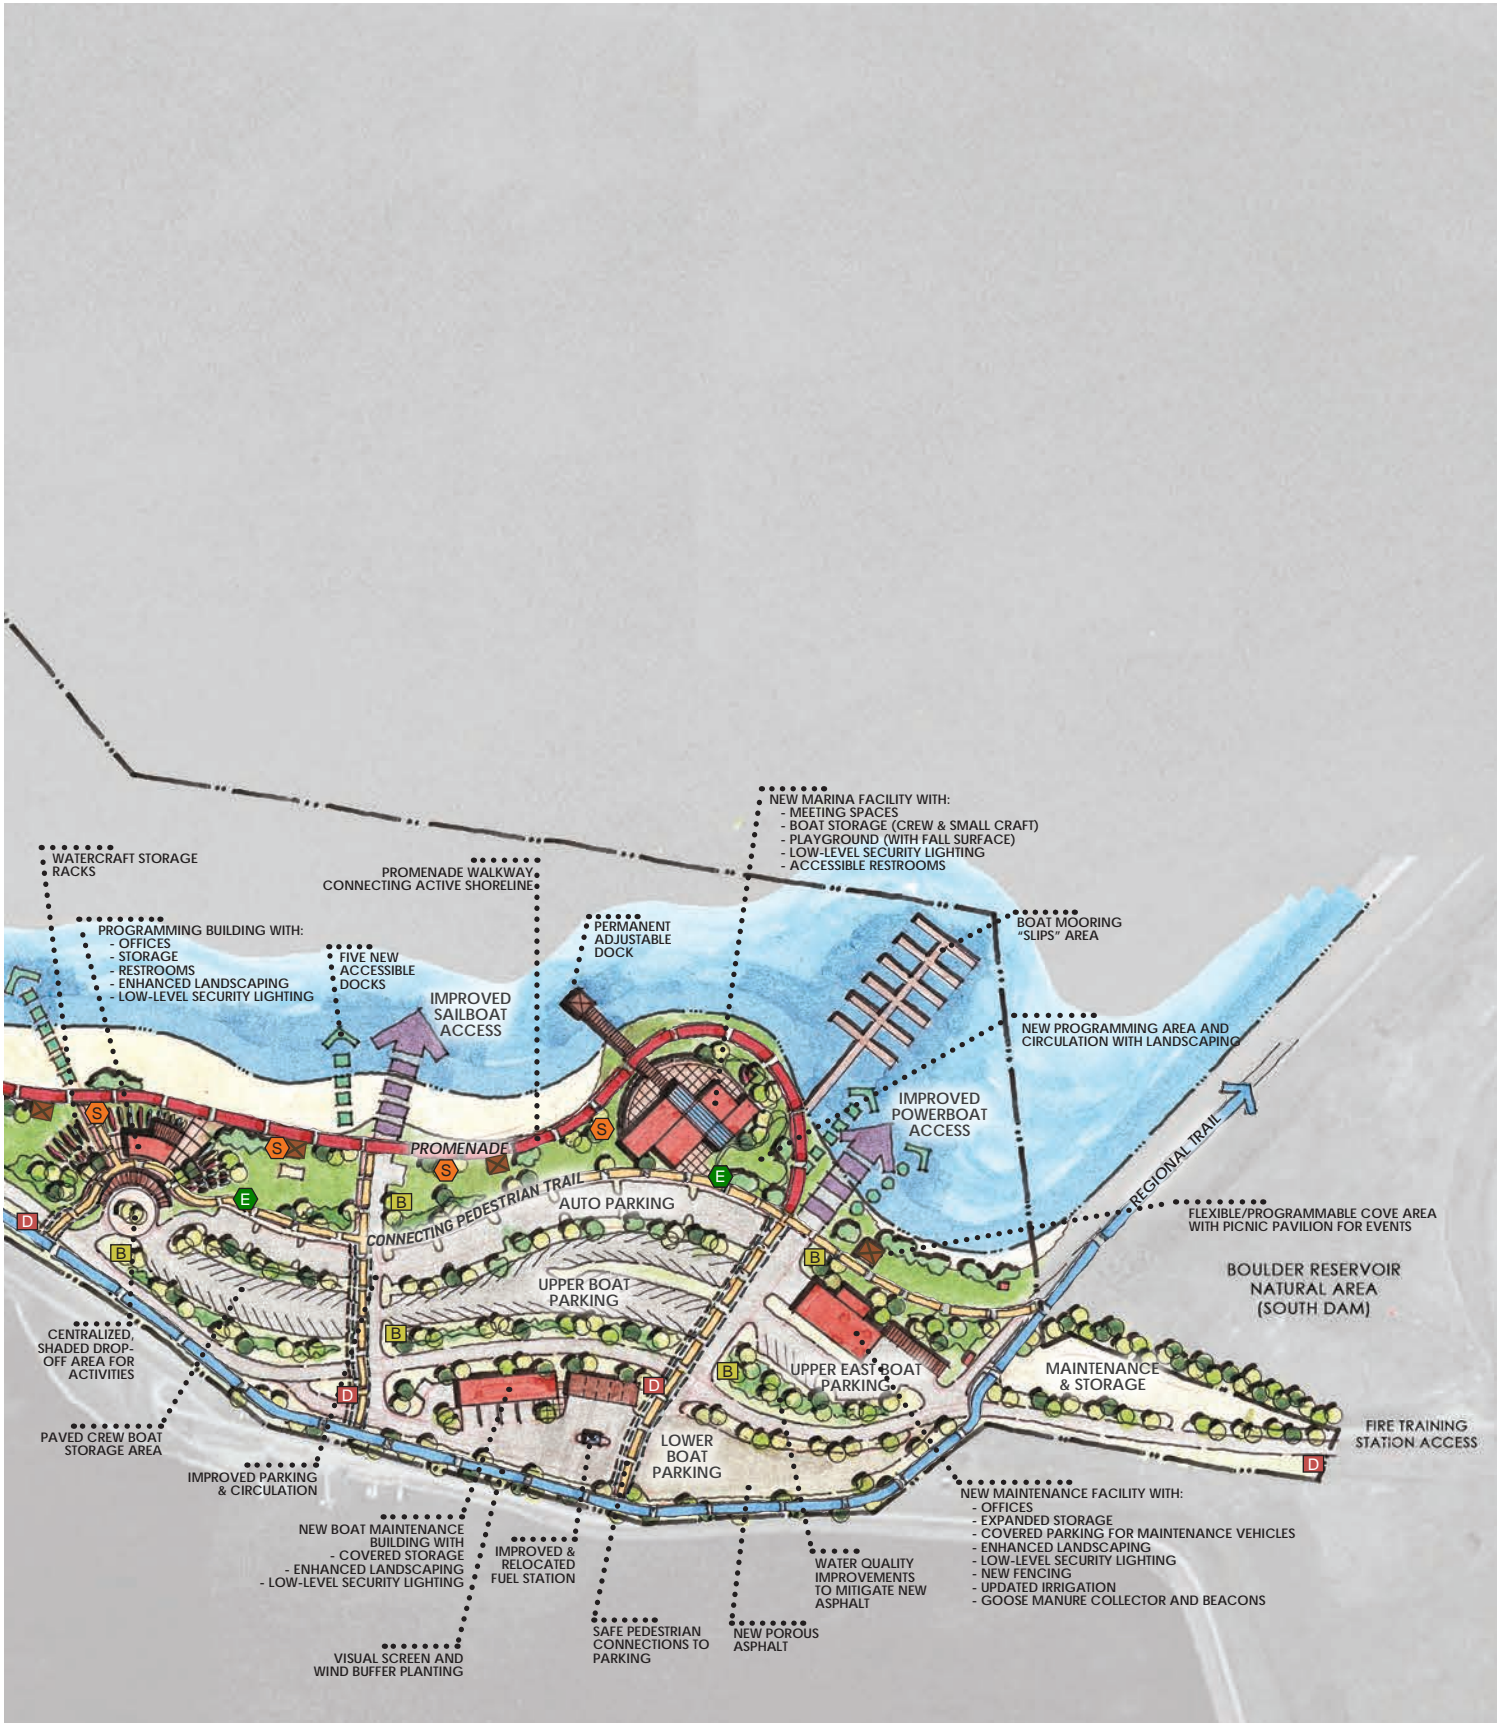 NEW MARINA FACILITY WITH:
- MEETING SPACES
- BOAT STORAGE (CREW & SMALL CRAFT)
- PLAYGROUND (WITH FALL SURFACE)
- LOW-LEVEL SECURITY LIGHTING
- ACCESSIBLE RESTROOMS
WATERCRAFT STORAGE
RACKS
PROMENADE WALKWAY
CONNECTING ACTIVE SHORELINE
PROGRAMMING BUILDING WITH:
- OFFICES
- STORAGE
- RESTROOMS
- ENHANCED LANDSCAPING
- LOW-LEVEL SECURITY LIGHTING
FIVE NEW
ACCESSIBLE
DOCKS
PERMANENT
ADJUSTABLE
DOCK
BOAT MOORING
"SLIPS" AREA
IMPROVED
SAILBOAT
ACCESS
NEW PROGRAMMING AREA AND
CIRCULATION WITH LANDSCAPING
IMPROVED
POWERBOAT
ACCESS
S
S
S
S
PROMENADE
REGIONAL TRAIL
E
E
CONNECTING PEDESTRIAN TRAIL
AUTO PARKING
B
D
FLEXIBLE/PROGRAMMABLE COVE AREA
WITH PICNIC PAVILION FOR EVENTS
B
B
UPPER BOAT
PARKING
BOULDER RESERVOIR
NATURAL AREA
(SOUTH DAM)
B
CENTRALIZED,
SHADED DROP-
OFF AREA FOR
ACTIVITIES
B
UPPER EAST BOAT
PARKING
MAINTENANCE
& STORAGE
D
D
PAVED CREW BOAT
STORAGE AREA
LOWER
BOAT
PARKING
FIRE TRAINING
STATION ACCESS
D
IMPROVED PARKING
& CIRCULATION
NEW MAINTENANCE FACILITY WITH:
- OFFICES
- EXPANDED STORAGE
- COVERED PARKING FOR MAINTENANCE VEHICLES
- ENHANCED LANDSCAPING
- LOW-LEVEL SECURITY LIGHTING
- NEW FENCING
- UPDATED IRRIGATION
- GOOSE MANURE COLLECTOR AND BEACONS
NEW BOAT MAINTENANCE
BUILDING WITH
- COVERED STORAGE
- ENHANCED LANDSCAPING
- LOW-LEVEL SECURITY LIGHTING
IMPROVED &
RELOCATED
FUEL STATION
WATER QUALITY
IMPROVEMENTS
TO MITIGATE NEW
ASPHALT
SAFE PEDESTRIAN
CONNECTIONS TO
PARKING
NEW POROUS
ASPHALT
VISUAL SCREEN AND
WIND BUFFER PLANTING